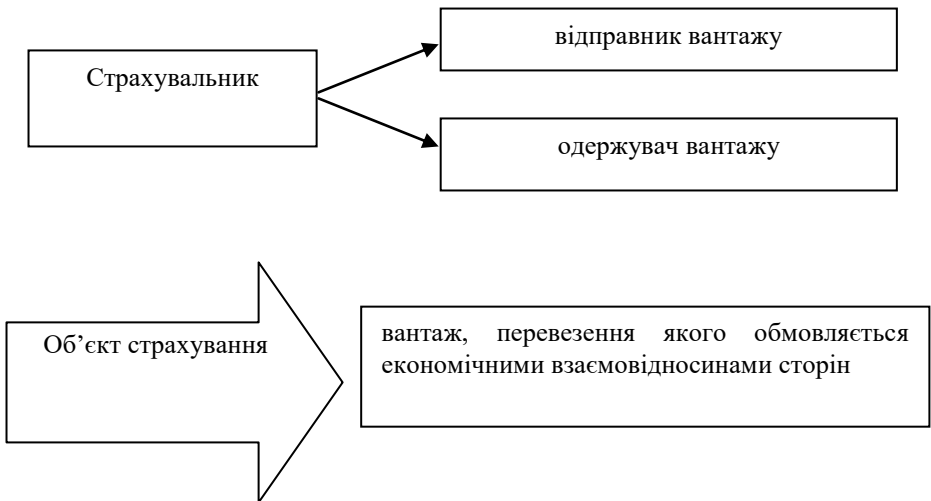 відправник вантажу
Страхувальник
одержувач вантажу
Об’єкт страхування
вантаж, перевезення якого обмовляється
економічними взаємовідносинами сторін